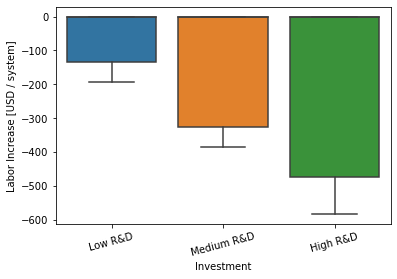 Labor Increase [USD / system]
0
−100
−200
−300
−400
−500
−600
Low R&D
Medium R&D
High R&D
Investment